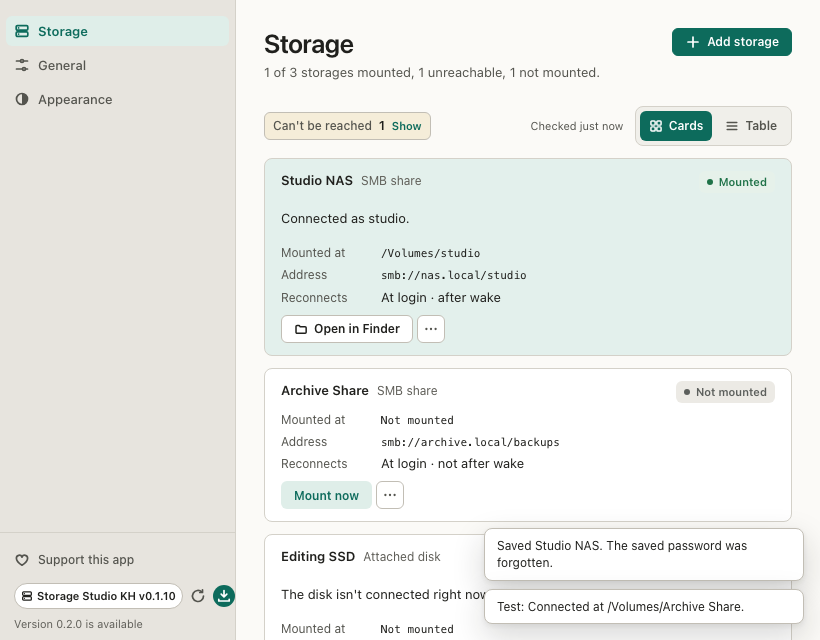 Storage
General
Appearance
Support this app
Storage Studio KH v0.1.10
Version 0.2.0 is available
Storage
Add storage
1 of 3 storages mounted, 1 unreachable, 1 not mounted.
Can't be reached 1 Show
Checked just now
Cards
Table
Studio NAS SMB share
Mounted
Connected as studio.
Mounted at /Volumes/studio
Address smb://nas.local/studio
Reconnects At login · after wake
Open in Finder
Archive Share SMB share
Not mounted
Mounted at Not mounted
Address smb://archive.local/backups
Reconnects At login · not after wake
Mount now
Editing SSD Attached disk
The disk isn't connected right now
Mounted at Not mounted
Saved Studio NAS. The saved password was
forgotten.
Test: Connected at /Volumes/Archive Share.